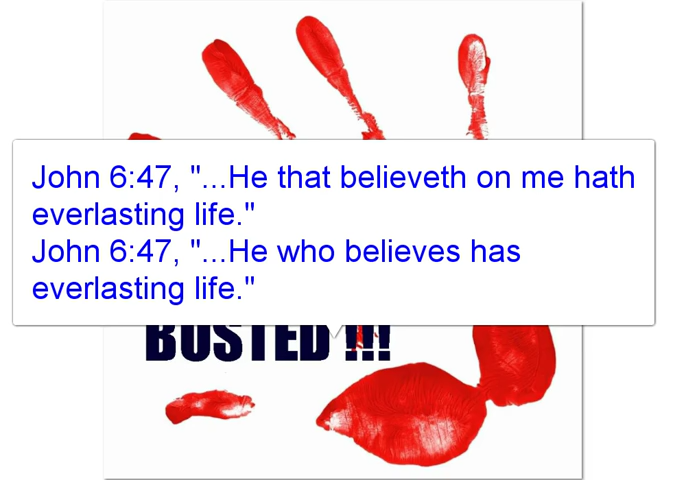 John 6:47, "...He that believeth on me hath
everlasting life."
John 6:47, "...He who believes has
everlasting life."
BUSTED !!!